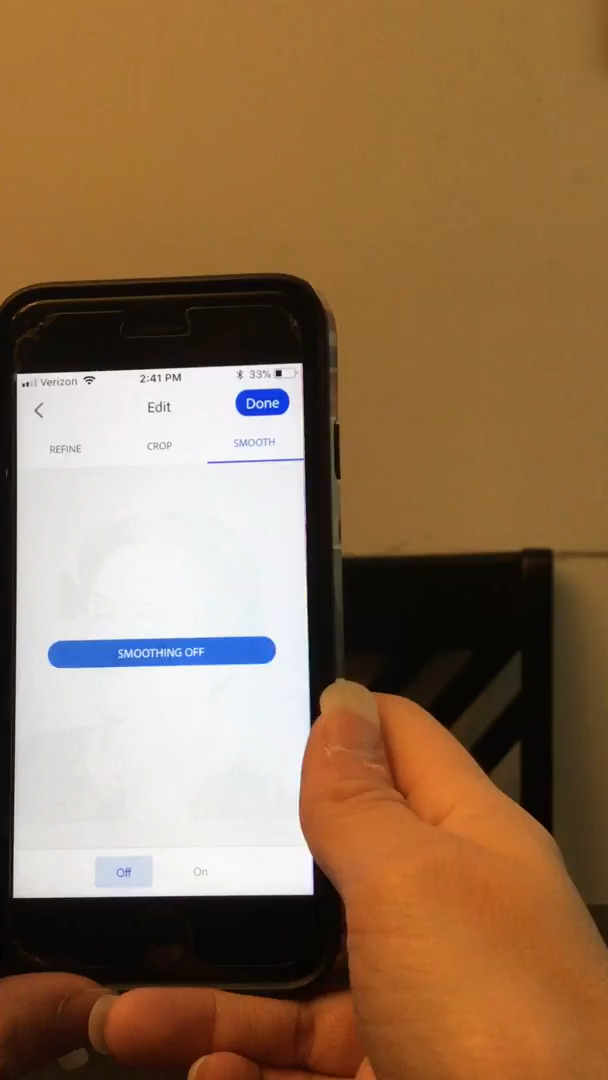 Verizon 2:41 PM 33%
Edit Done
REFINE CROP SMOOTH
SMOOTHING OFF
Off On